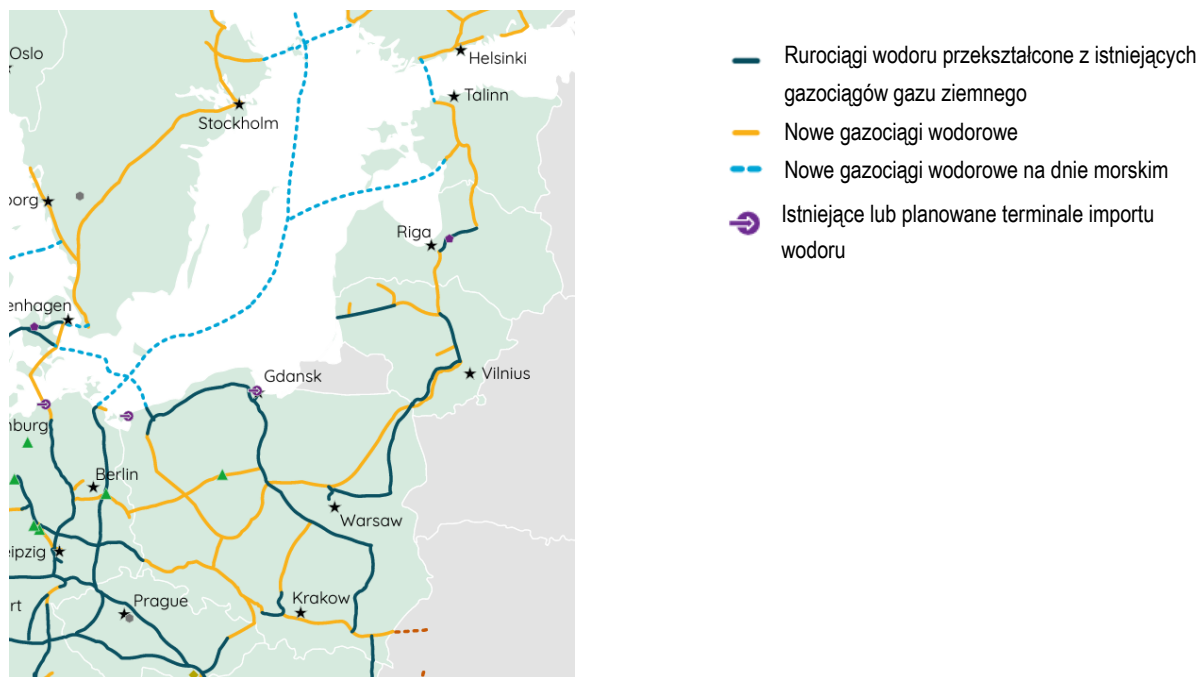 Oslo
Helsinki
Talinn
Stockholm
borg
Riga
enhagen
Gdansk
Vilnius
nburg
Berlin
Warsaw
eipzig
Prague
Krakow
rt
Rurociągi wodoru przekształcone z istniejących
gazociągów gazu ziemnego
Nowe gazociągi wodorowe
Nowe gazociągi wodorowe na dnie morskim
Istniejące lub planowane terminale importu
wodoru